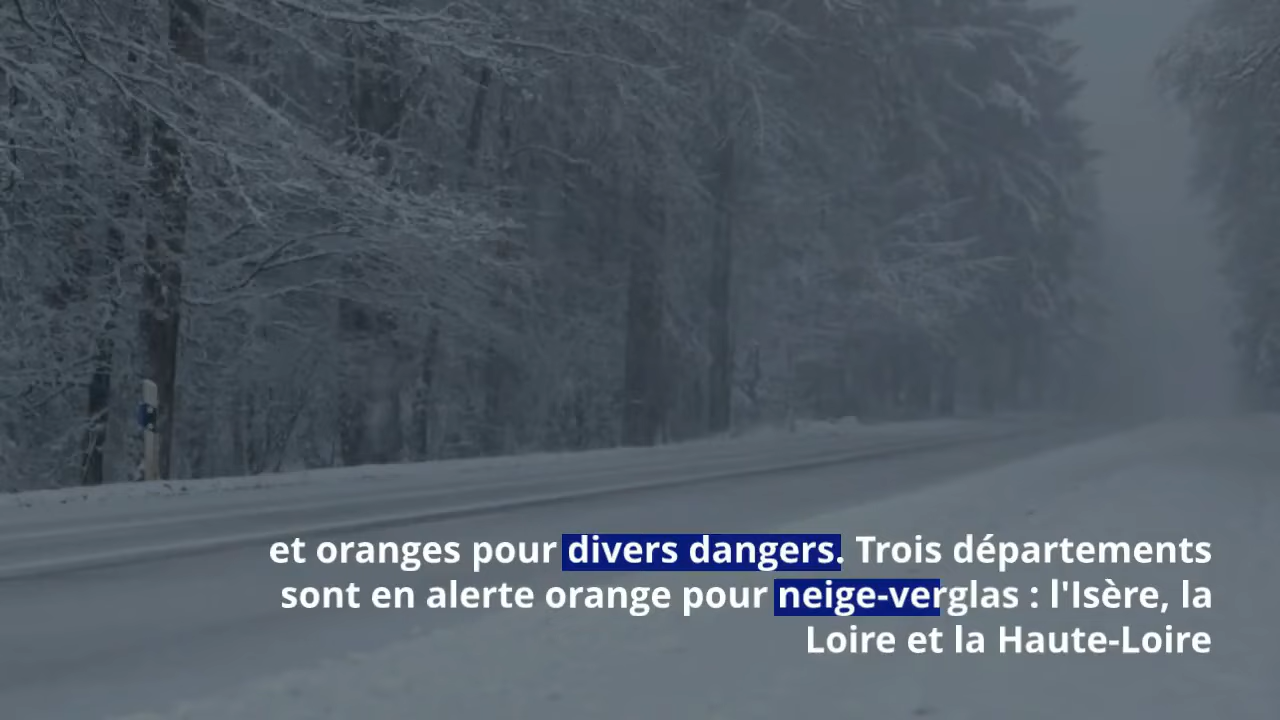 et oranges pour divers dangers. Trois départements
sont en alerte orange pour neige-verglas : l'Isère, la
Loire et la Haute-Loire